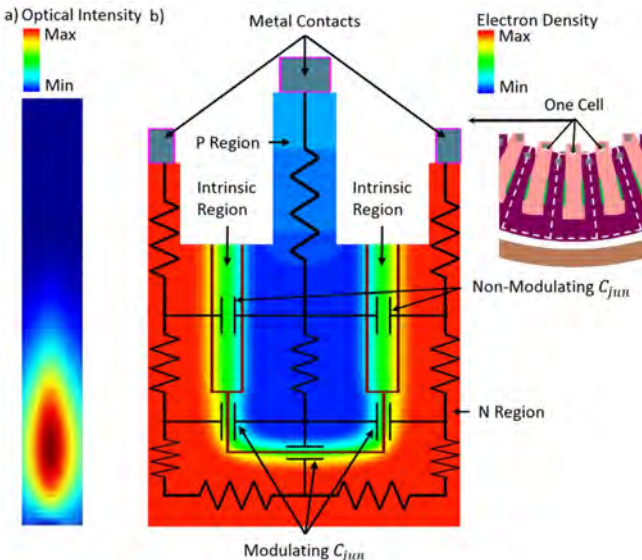 a) Optical Intensity b)
Max
Min
Metal Contacts
Electron Density
Max
Min
One Cell
P Region
Intrinsic
Region
Intrinsic
Region
Non-Modulating C_jun
N Region
Modulating C_jun